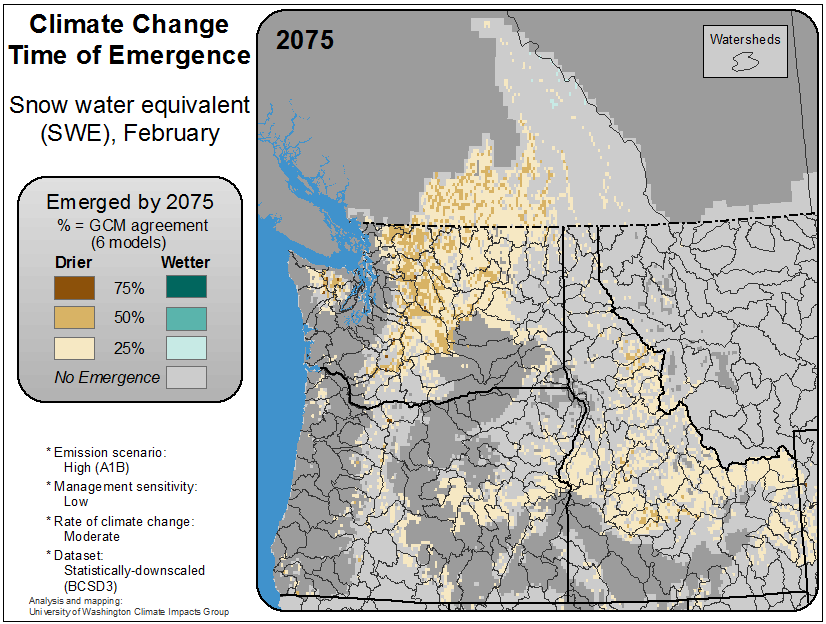 Climate Change
Time of Emergence
Snow water equivalent
(SWE), February
Emerged by 2075
% = GCM agreement
(6 models)
Drier Wetter
75%
50%
25%
No Emergence
* Emission scenario:
High (A1B)
* Management sensitivity:
Low
* Rate of climate change:
Moderate
* Dataset:
Statistically-downscaled
(BCSD3)
Analysis and mapping:
University of Washington Climate Impacts Group
2075
Watersheds